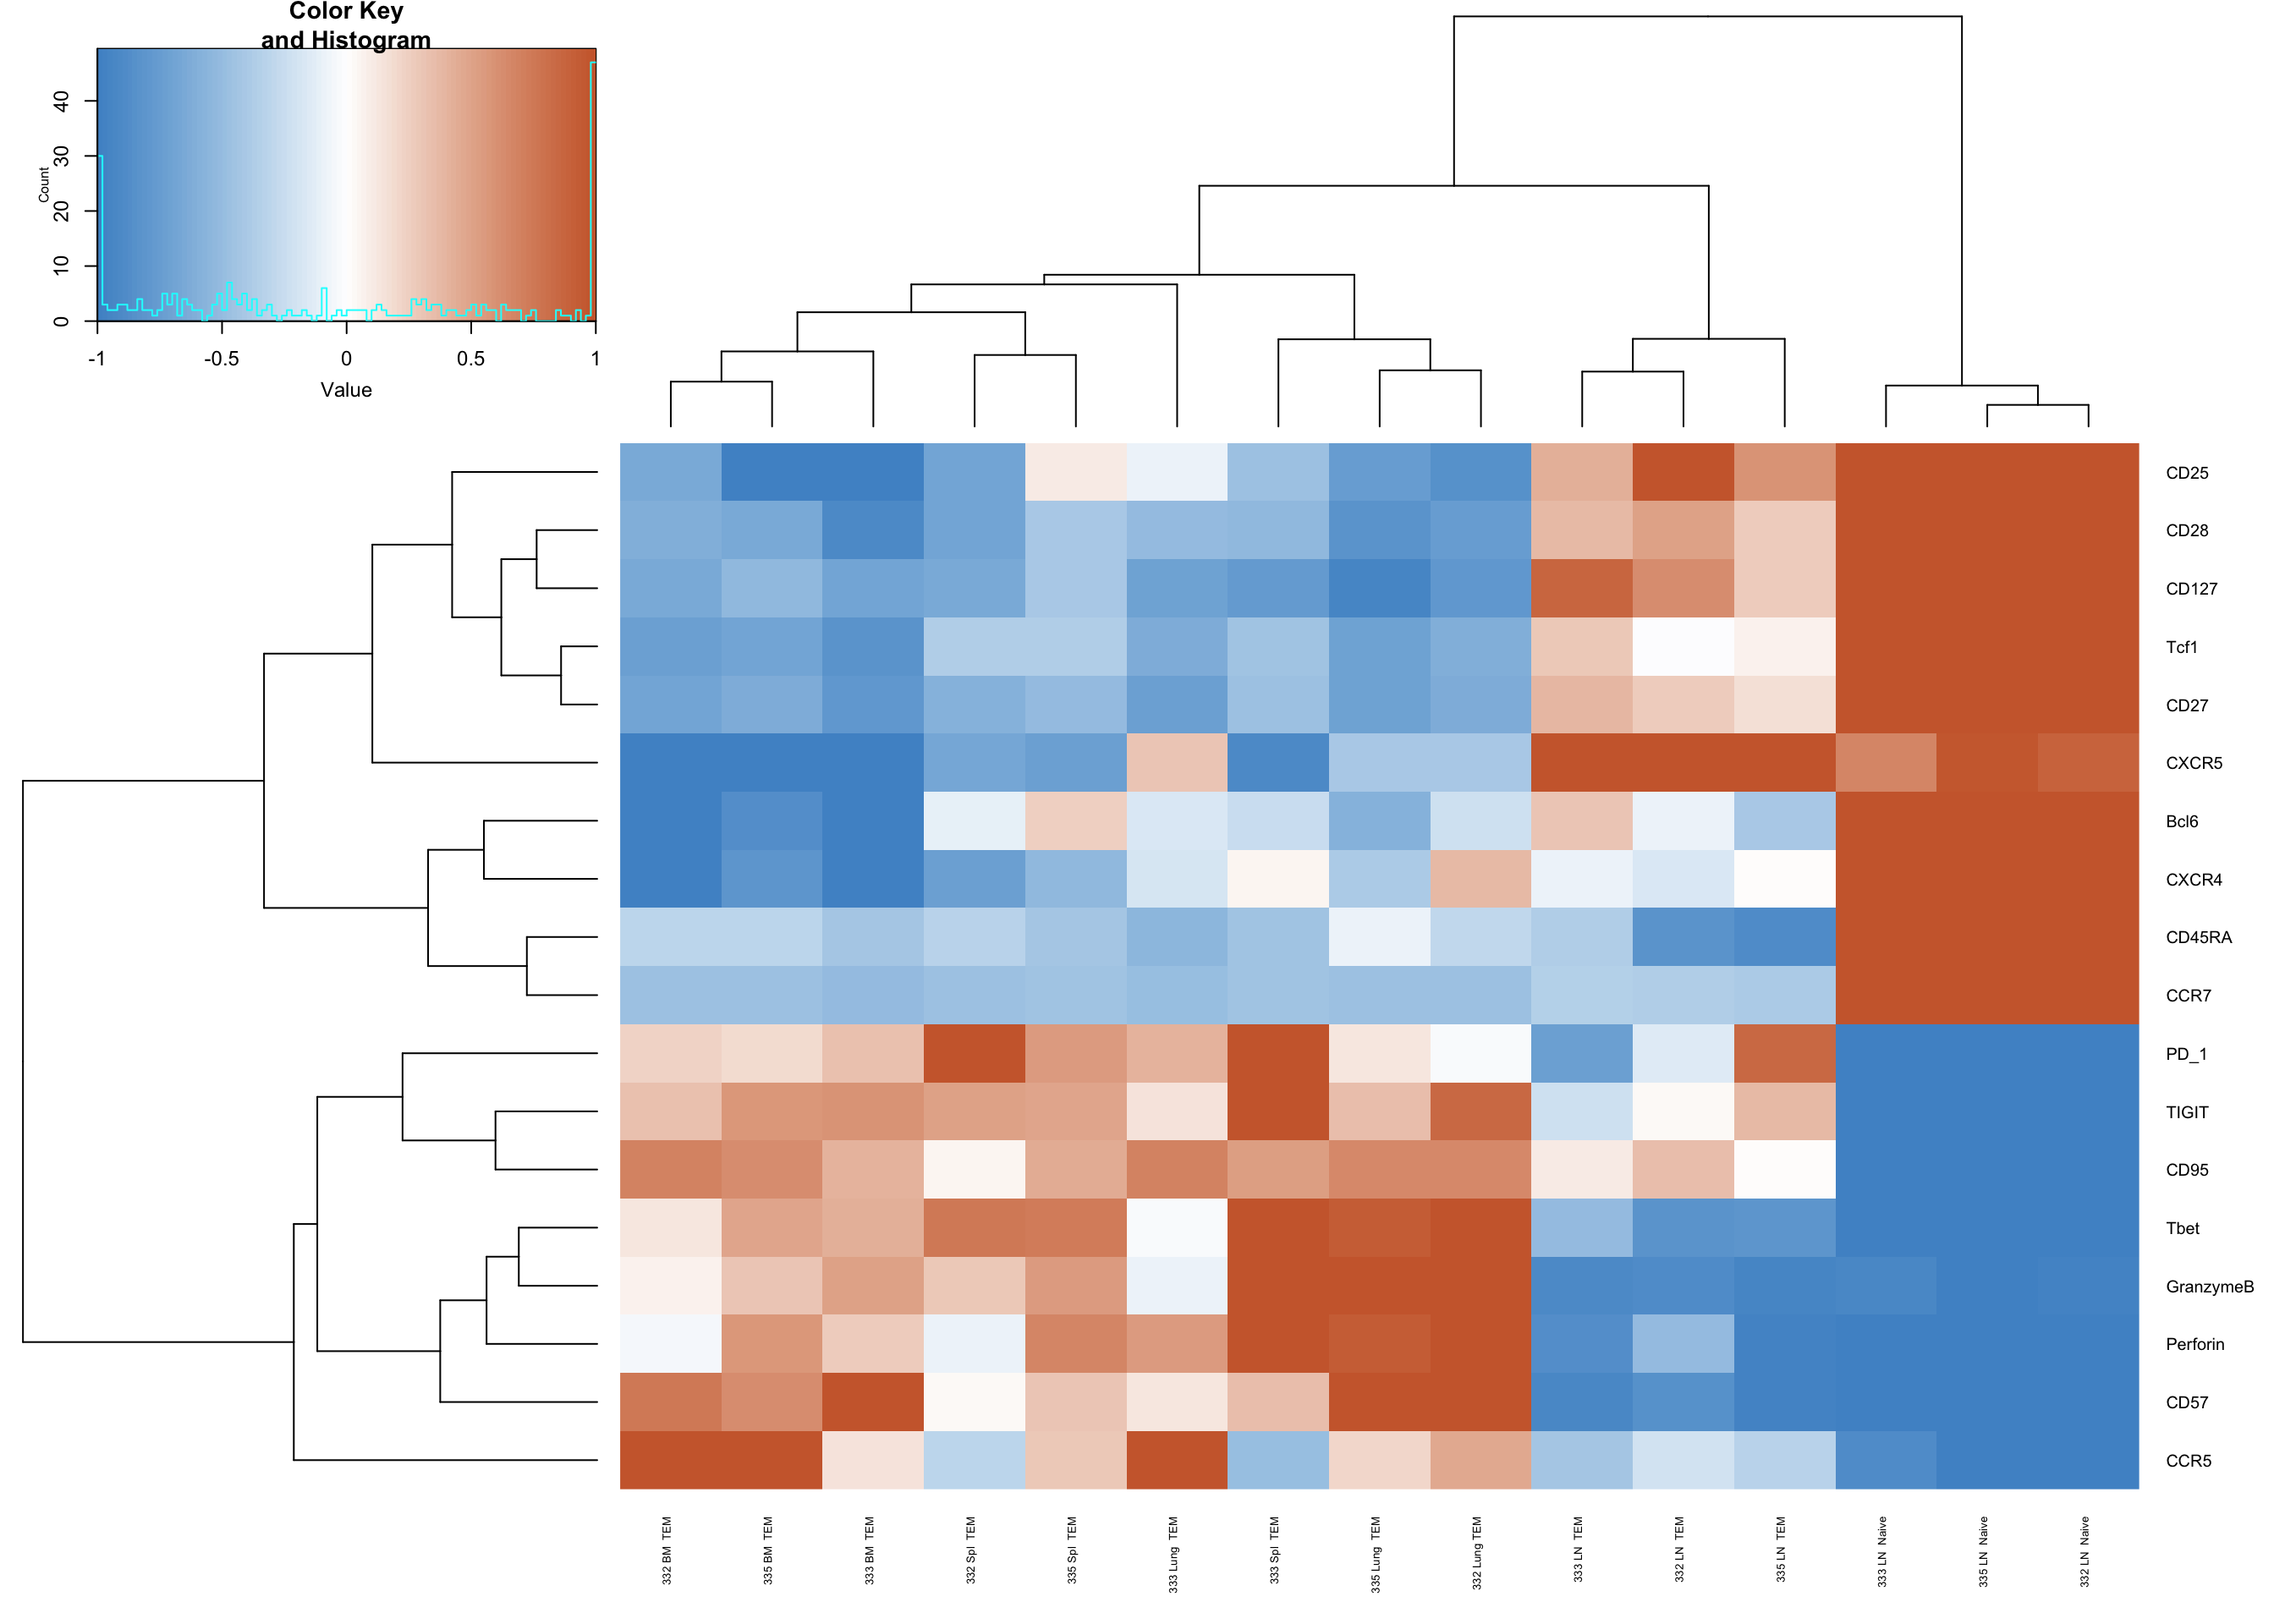 Color Key
and Histogram
Count
0
10
20
30
40
-1
-0.5
0
0.5
1
Value
CD25
CD28
CD127
Tcf1
CD27
CXCR5
Bcl6
CXCR4
CD45RA
CCR7
PD_1
TIGIT
CD95
Tbet
GranzymeB
Perforin
CD57
CCR5
332 BM TEM
335 BM TEM
333 BM TEM
332 Spl TEM
335 Spl TEM
333 Lung TEM
333 Spl TEM
335 Lung TEM
332 Lung TEM
333 LN TEM
332 LN TEM
335 LN TEM
333 LN Naive
335 LN Naive
332 LN Naive